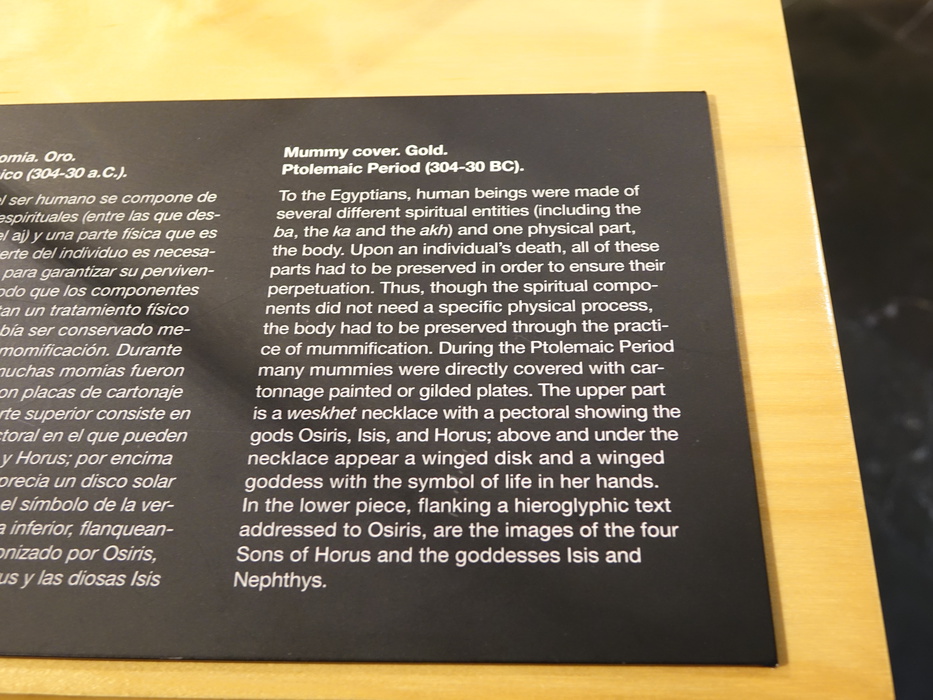 omia. Oro.
ico (304-30 a.C.).
el ser humano se compone de
espirituales (entre las que des-
el aj) y una parte física que es
erte del individuo es necesa-
para garantizar su perviven-
odo que los componentes
tan un tratamiento físico
bía ser conservado me-
momificación. Durante
muchas momias fueron
on placas de cartonaje
rte superior consiste en
ctoral en el que pueden
y Horus; por encima
precia un disco solar
el símbolo de la ver-
a inferior, flanquean-
onizado por Osiris,
us y las diosas Isis
Mummy cover. Gold.
Ptolemaic Period (304-30 BC).
To the Egyptians, human beings were made of
several different spiritual entities (including the
ba, the ka and the akh) and one physical part,
the body. Upon an individual's death, all of these
parts had to be preserved in order to ensure their
perpetuation. Thus, though the spiritual compo-
nents did not need a specific physical process,
the body had to be preserved through the practi-
ce of mummification. During the Ptolemaic Period
many mummies were directly covered with car-
tonnage painted or gilded plates. The upper part
is a weskhet necklace with a pectoral showing the
gods Osiris, Isis, and Horus; above and under the
necklace appear a winged disk and a winged
goddess with the symbol of life in her hands.
In the lower piece, flanking a hieroglyphic text
addressed to Osiris, are the images of the four
Sons of Horus and the goddesses Isis and
Nephthys.